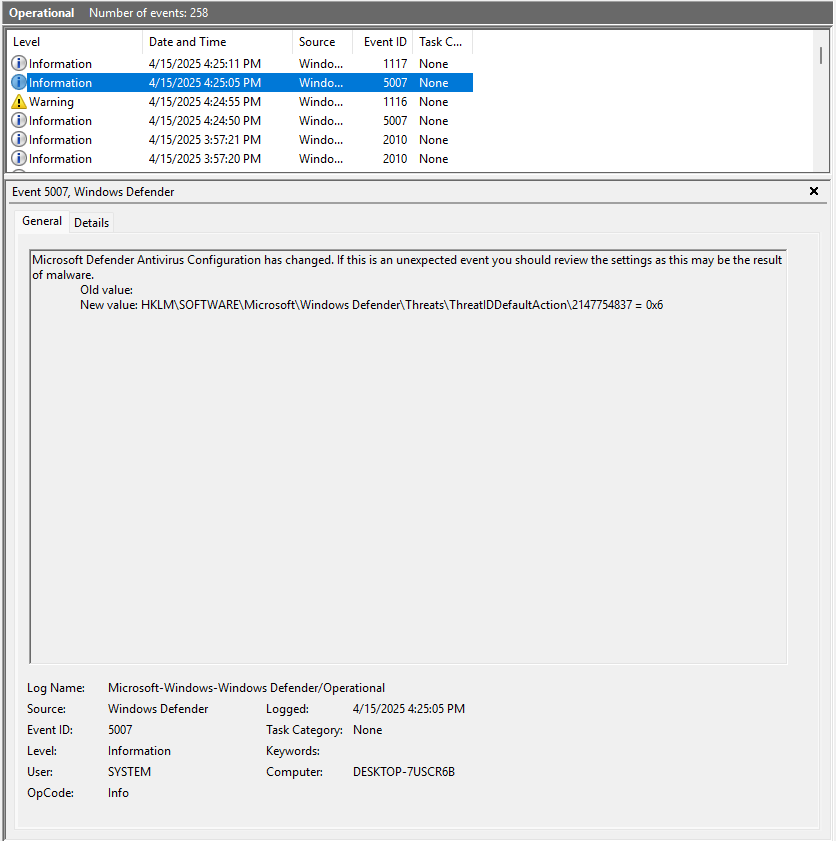 Operational Number of events: 258
Level Date and Time Source Event ID Task C...
Information 4/15/2025 4:25:11 PM Windo... 1117 None
Information 4/15/2025 4:25:05 PM Windo... 5007 None
Warning 4/15/2025 4:24:55 PM Windo... 1116 None
Information 4/15/2025 4:24:50 PM Windo... 5007 None
Information 4/15/2025 3:57:21 PM Windo... 2010 None
Information 4/15/2025 3:57:20 PM Windo... 2010 None
Event 5007, Windows Defender
General Details
Microsoft Defender Antivirus Configuration has changed. If this is an unexpected event you should review the settings as this may be the result
of malware.
Old value:
New value: HKLM\SOFTWARE\Microsoft\Windows Defender\Threats\ThreatIDDefaultAction\2147754837 = 0x6
Log Name: Microsoft-Windows-Windows Defender/Operational
Source: Windows Defender Logged: 4/15/2025 4:25:05 PM
Event ID: 5007 Task Category: None
Level: Information Keywords:
User: SYSTEM Computer: DESKTOP-7USCR6B
OpCode: Info